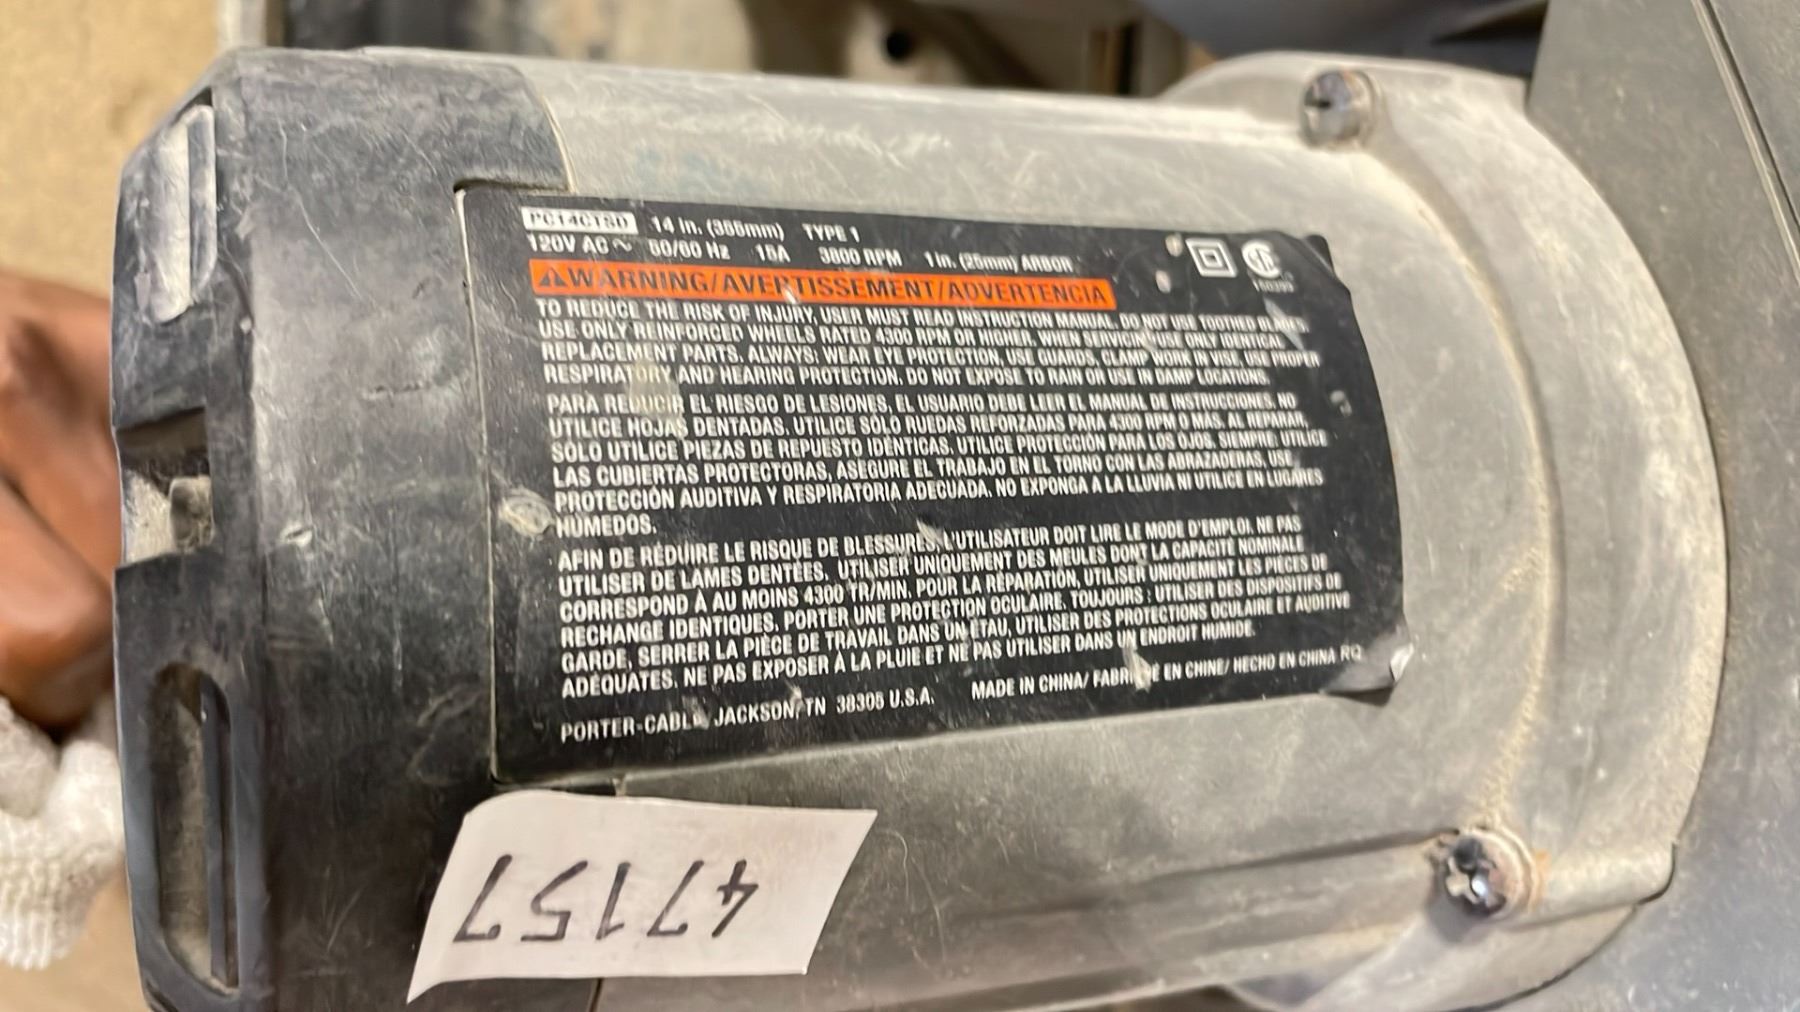 PC14CTSD 14 in. (355mm) TYPE 1
120V AC ~ 50/60 Hz 15A 3800 RPM 1 in. (25mm) ARBOR
WARNING/AVERTISSEMENT/ADVERTENCIA
TO REDUCE THE RISK OF INJURY, USER MUST READ INSTRUCTION MANUAL. DO NOT USE TOOTHED BLADES.
USE ONLY REINFORCED WHEELS RATED 4300 RPM OR HIGHER. WHEN SERVICING USE ONLY IDENTICAL
REPLACEMENT PARTS. ALWAYS: WEAR EYE PROTECTION, USE GUARDS, CLAMP WORK IN VISE, USE PROPER
RESPIRATORY AND HEARING PROTECTION. DO NOT EXPOSE TO RAIN OR USE IN DAMP LOCATIONS.
PARA REDUCIR EL RIESGO DE LESIONES, EL USUARIO DEBE LEER EL MANUAL DE INSTRUCCIONES. NO
UTILICE HOJAS DENTADAS. UTILICE SÓLO RUEDAS REFORZADAS PARA 4300 RPM O MÁS. AL REPARAR,
SOLO UTILICE PIEZAS DE REPUESTO IDÉNTICAS. UTILICE PROTECCIÓN PARA LOS OJOS. SIEMPRE UTILICE
LAS CUBIERTAS PROTECTORAS, ASEGURE EL TRABAJO EN EL TORNO CON LAS ABRAZADERAS, USE
PROTECCIÓN AUDITIVA Y RESPIRATORIA ADECUADA. NO EXPONGA A LA LLUVIA NI UTILICE EN LUGARES
HÚMEDOS.
AFIN DE RÉDUIRE LE RISQUE DE BLESSURES, L'UTILISATEUR DOIT LIRE LE MODE D'EMPLOI. NE PAS
UTILISER DE LAMES DENTÉES. UTILISER UNIQUEMENT DES MEULES DONT LA CAPACITÉ NOMINALE
CORRESPOND À AU MOINS 4300 TR/MIN. POUR LA RÉPARATION, UTILISER UNIQUEMENT LES PIÈCES DE
RECHANGE IDENTIQUES, PORTER UNE PROTECTION OCULAIRE. TOUJOURS : UTILISER DES DISPOSITIFS DE
GARDE, SERRER LA PIÈCE DE TRAVAIL DANS UN ÉTAU, UTILISER DES PROTECTIONS OCULAIRE ET AUDITIVE
ADÉQUATES. NE PAS EXPOSER À LA PLUIE ET NE PAS UTILISER DANS UN ENDROIT HUMIDE.
PORTER-CABLE, JACKSON, TN 38305 U.S.A. MADE IN CHINA/ FABRIQUÉ EN CHINE/ HECHO EN CHINA RQ
47157